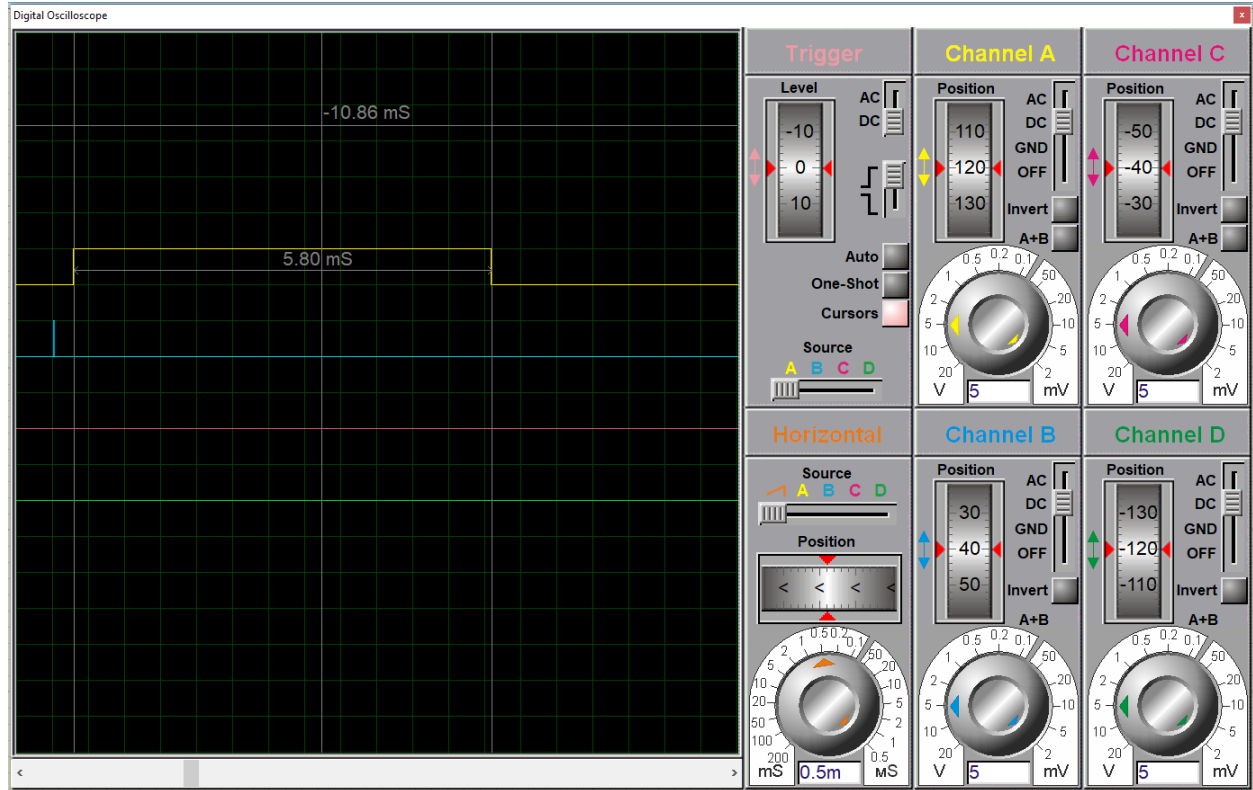 Digital Oscilloscope
x
-10.86 mS
5.80 mS
< >
Trigger
Level
-10
0
10
AC
DC
Auto
One-Shot
Cursors
Source
A B C D
Channel A
Position
110
120
130
AC
DC
GND
OFF
Invert
A+B
0.5 0.2 0.1
1 50
2 20
5 10
10 5
20 2
V 5 mV
Channel C
Position
-50
-40
-30
AC
DC
GND
OFF
Invert
A+B
0.5 0.2 0.1
1 50
2 20
5 10
10 5
20 2
V 5 mV
Horizontal
Source
A B C D
Position
< < < <
1 0.5 0.2 0.1
2 50
5 20
10 10
20 5
50 2
100 1
200 0.5
mS 0.5m мS
Channel B
Position
30
40
50
AC
DC
GND
OFF
Invert
A+B
0.5 0.2 0.1
1 50
2 20
5 10
10 5
20 2
V 5 mV
Channel D
Position
-130
-120
-110
AC
DC
GND
OFF
Invert
A+B
0.5 0.2 0.1
1 50
2 20
5 10
10 5
20 2
V 5 mV